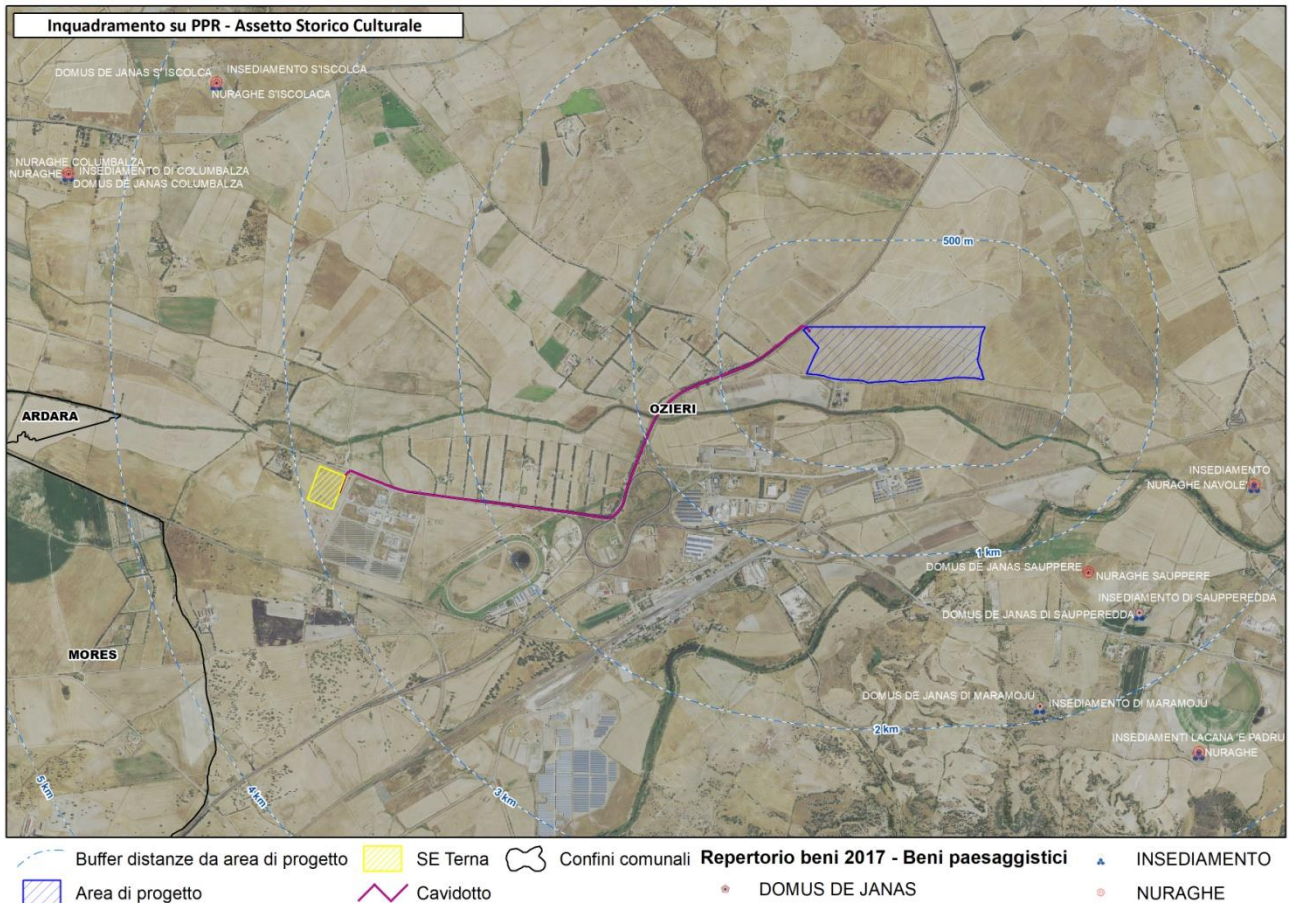 Inquadramento su PPR - Assetto Storico Culturale
DOMUS DE JANAS S' ISCOLCA
INSEDIAMENTO S'ISCOLCA
NURAGHE S'ISCOLACA
NURAGHE COLUMBALZA
NURAGHE
INSEDIAMENTO DI COLUMBALZA
DOMUS DE JANAS COLUMBALZA
500 m
ARDARA
OZIERI
INSEDIAMENTO
NURAGHE NAVOLE
1 km
DOMUS DE JANAS SAUPPERE
NURAGHE SAUPPERE
INSEDIAMENTO DI SAUPPEREDDA
DOMUS DE JANAS DI SAUPPEREDDA
MORES
DOMUS DE JANAS DI MARAMOJU
INSEDIAMENTO DI MARAMOJU
2 km
INSEDIAMENTI LACANA 'E PADRU
NURAGHE
5 km
4 km
3 km
Buffer distanze da area di progetto
SE Terna
Confini comunali
Repertorio beni 2017 - Beni paesaggistici
INSEDIAMENTO
Area di progetto
Cavidotto
DOMUS DE JANAS
NURAGHE